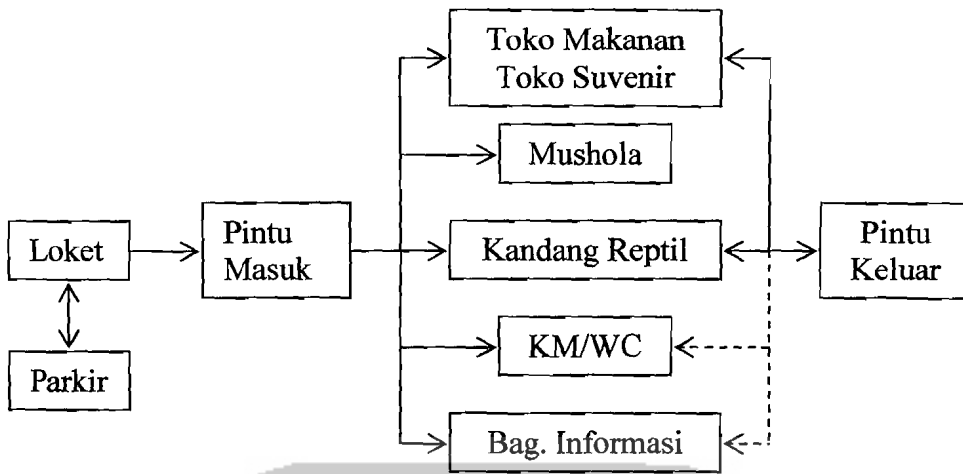 Loket
Parkir
Pintu
Masuk
Toko Makanan
Toko Suvenir
Mushola
Kandang Reptil
KM/WC
Bag. Informasi
Pintu
Keluar